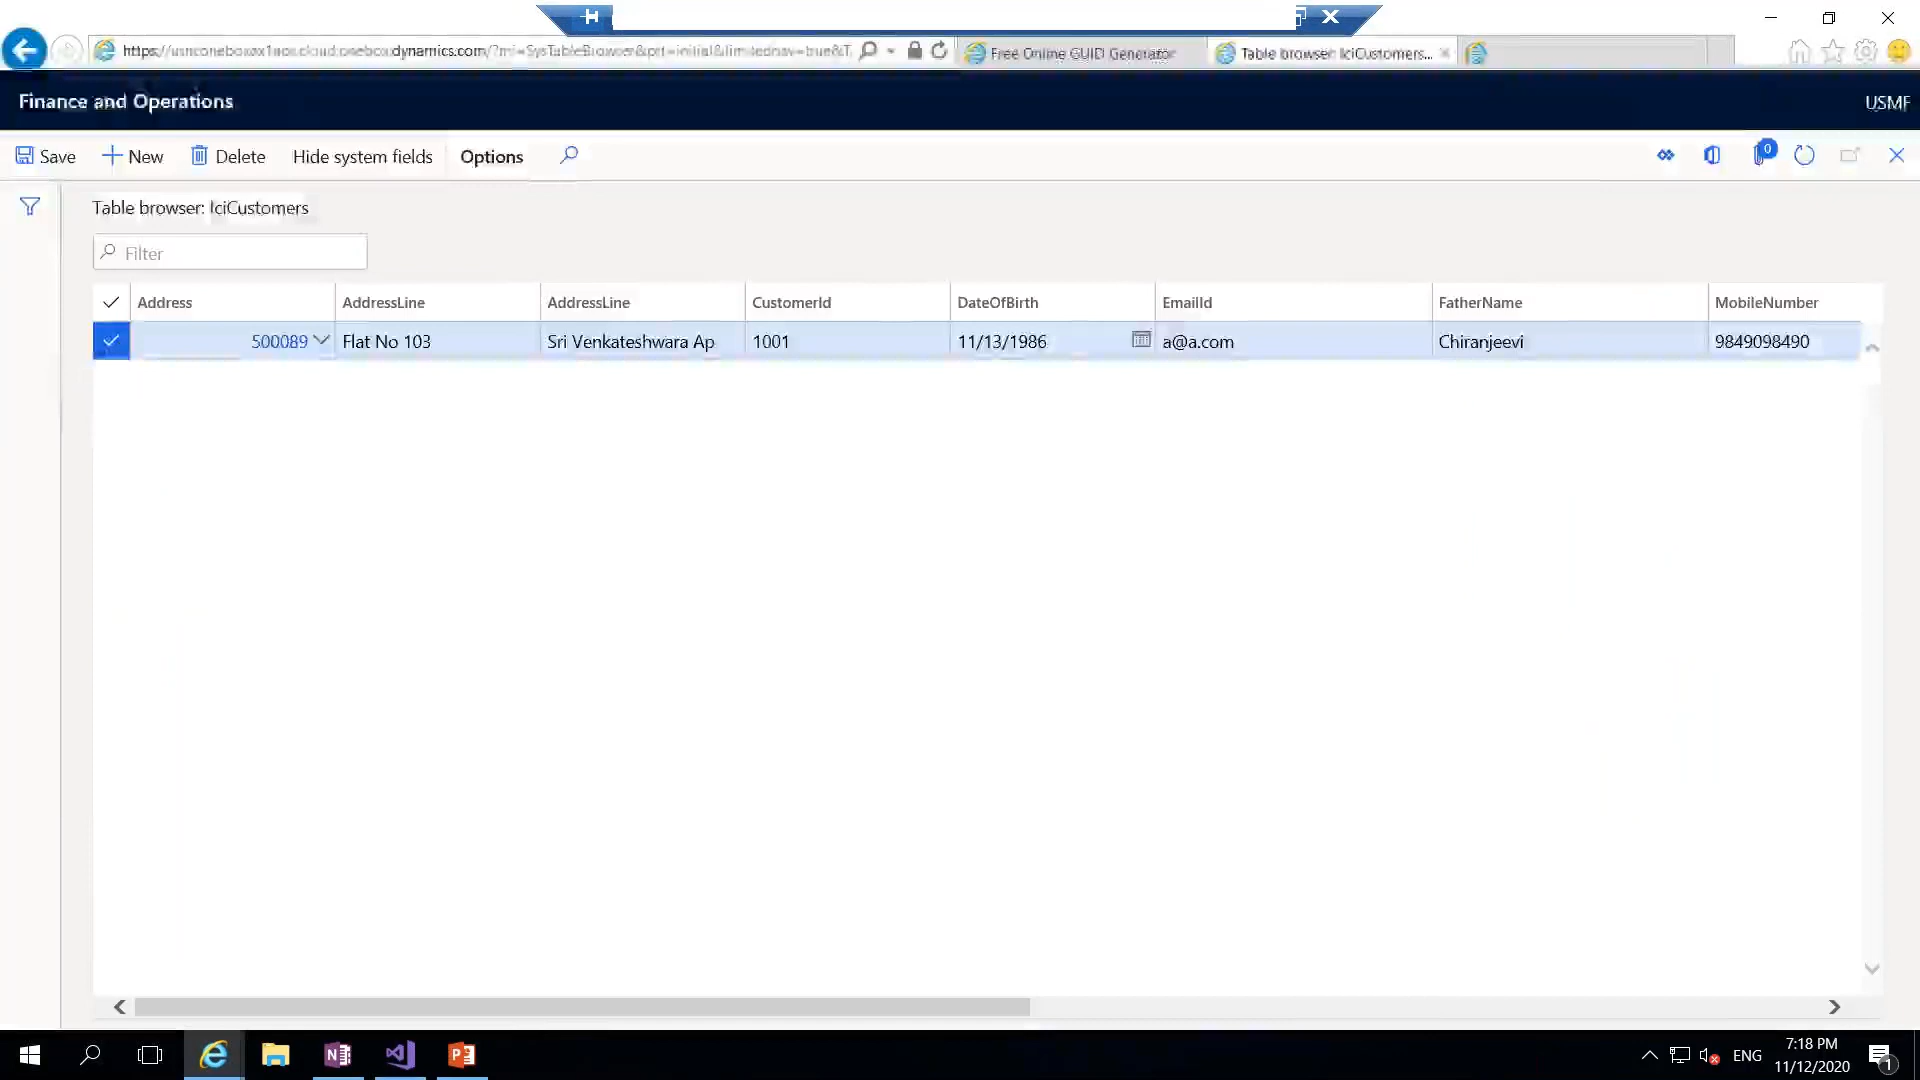 Free Online GUID Generator
Table browser: IciCustomers...
Finance and Operations
USMF
Save
New
Delete
Hide system fields
Options
0
Table browser: IciCustomers
Filter
Address AddressLine AddressLine CustomerId DateOfBirth EmailId FatherName MobileNumber
500089 Flat No 103 Sri Venkateshwara Ap 1001 11/13/1986 a@a.com Chiranjeevi 9849098490
ENG
7:18 PM
11/12/2020
1